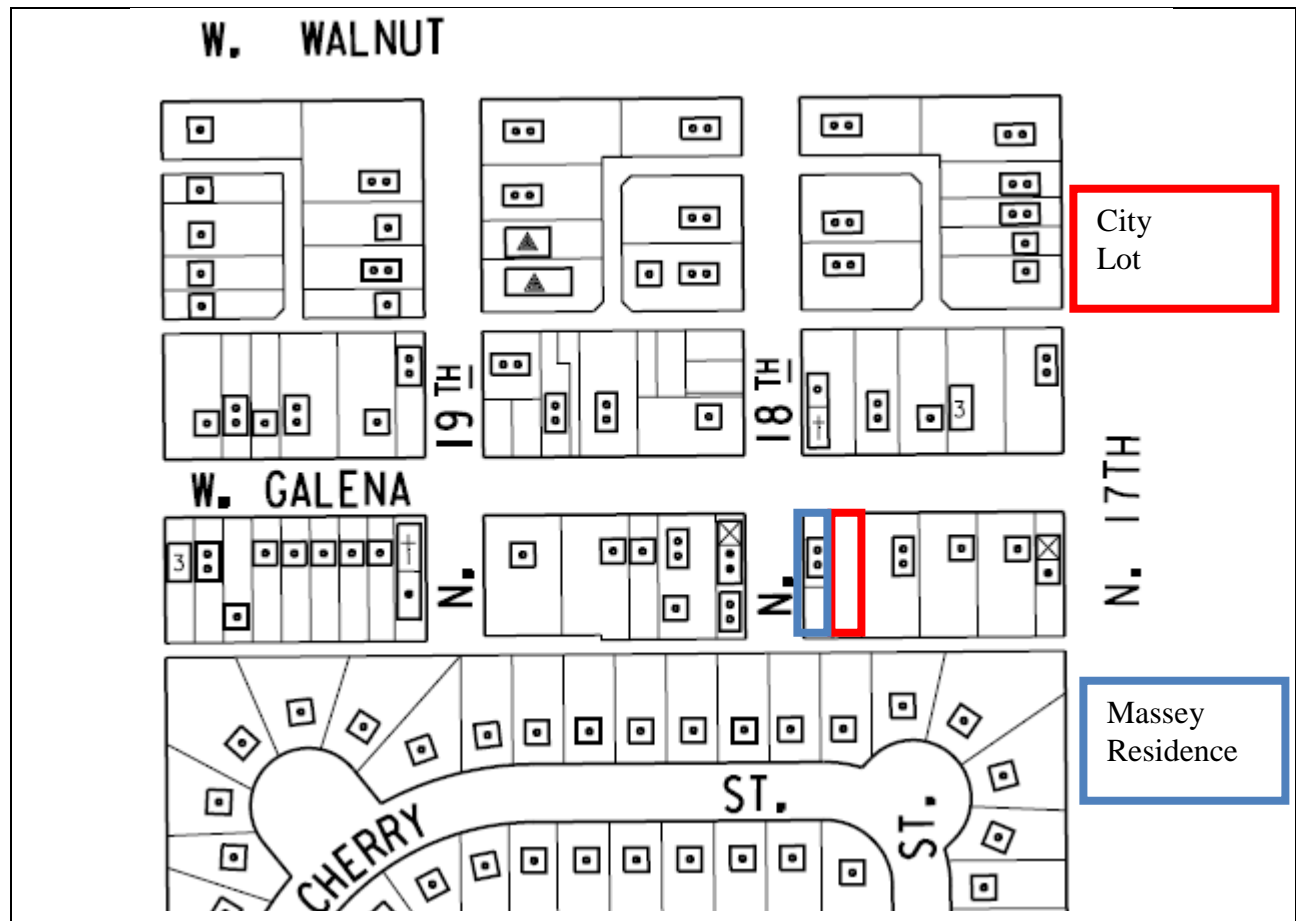 W. WALNUT
City
Lot
19TH
18TH
3
N. 17TH
W. GALENA
3
N.
N.
Massey
Residence
CHERRY
ST.
ST.